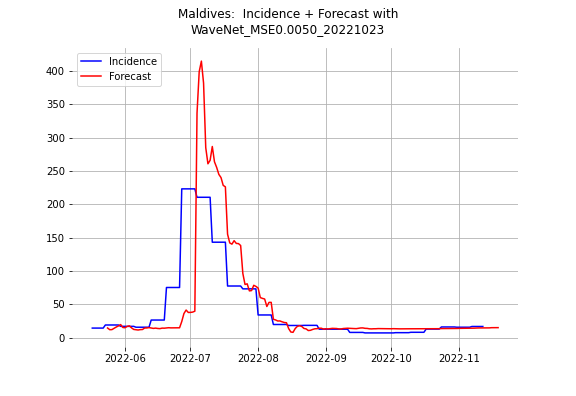 Maldives:  Incidence + Forecast with
WaveNet_MSE0.0050_20221023
Incidence
Forecast
400
350
300
250
200
150
100
50
0
2022-06 2022-07 2022-08 2022-09 2022-10 2022-11